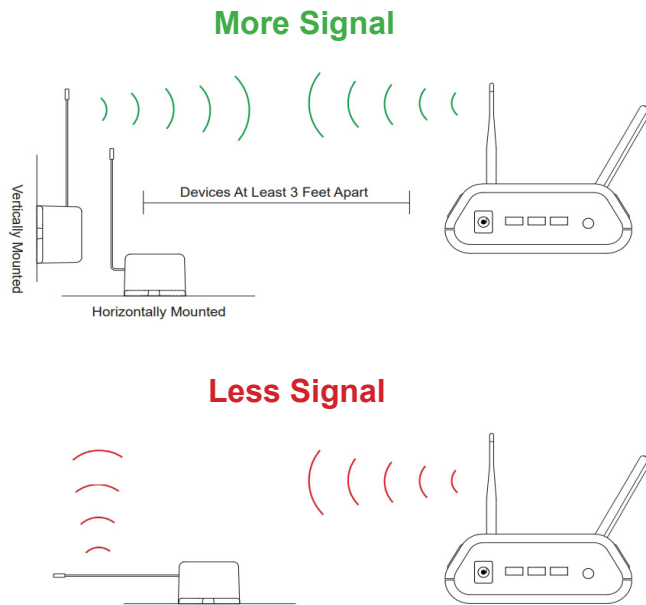 More Signal
Devices At Least 3 Feet Apart
Vertically Mounted
Horizontally Mounted
Less Signal